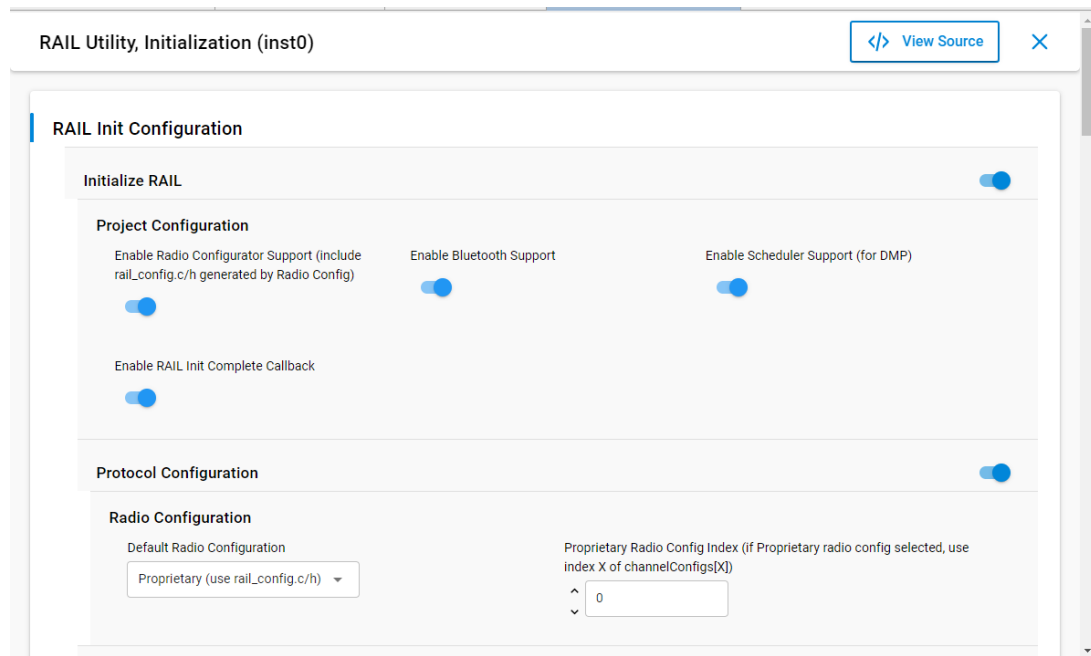 RAIL Utility, Initialization (inst0)
</> View Source
RAIL Init Configuration
Initialize RAIL
Project Configuration
Enable Radio Configurator Support (include
rail_config.c/h generated by Radio Config)
Enable Bluetooth Support
Enable Scheduler Support (for DMP)
Enable RAIL Init Complete Callback
Protocol Configuration
Radio Configuration
Default Radio Configuration
Proprietary (use rail_config.c/h)
Proprietary Radio Config Index (if Proprietary radio config selected, use
index X of channelConfigs[X])
0